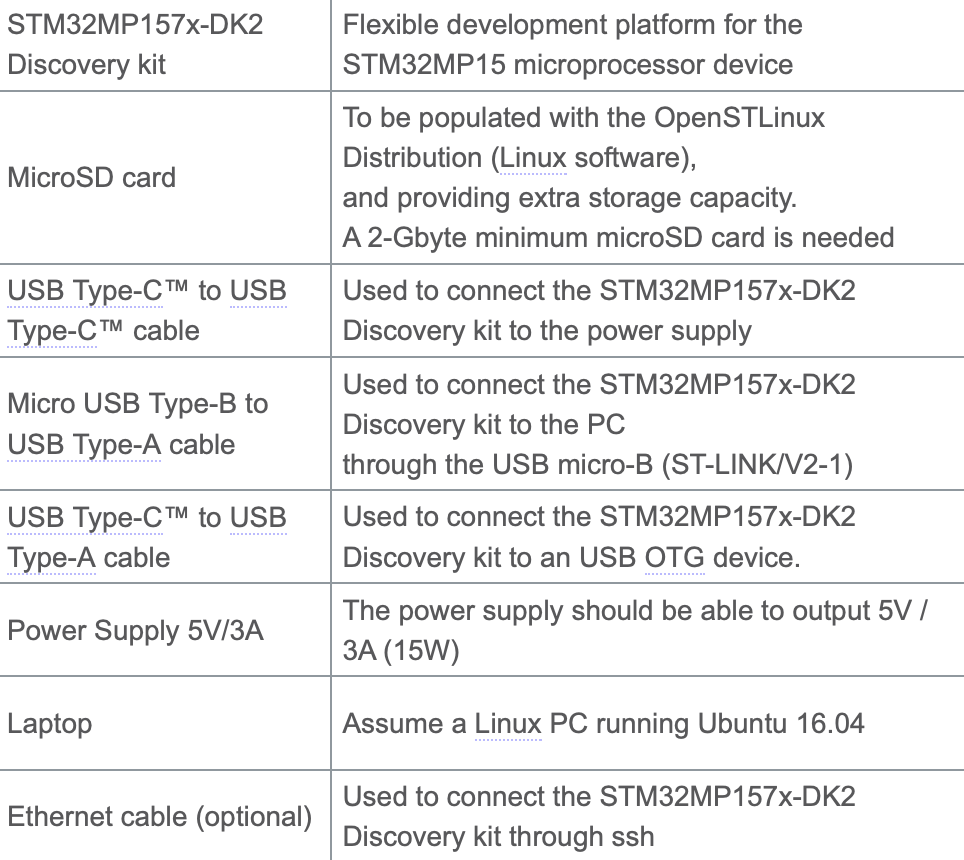 STM32MP157x-DK2
Discovery kit
Flexible development platform for the
STM32MP15 microprocessor device
MicroSD card
To be populated with the OpenSTLinux
Distribution (Linux software),
and providing extra storage capacity.
A 2-Gbyte minimum microSD card is needed
USB Type-C™ to USB
Type-C™ cable
Used to connect the STM32MP157x-DK2
Discovery kit to the power supply
Micro USB Type-B to
USB Type-A cable
Used to connect the STM32MP157x-DK2
Discovery kit to the PC
through the USB micro-B (ST-LINK/V2-1)
USB Type-C™ to USB
Type-A cable
Used to connect the STM32MP157x-DK2
Discovery kit to an USB OTG device.
Power Supply 5V/3A
The power supply should be able to output 5V /
3A (15W)
Laptop
Assume a Linux PC running Ubuntu 16.04
Ethernet cable (optional)
Used to connect the STM32MP157x-DK2
Discovery kit through ssh